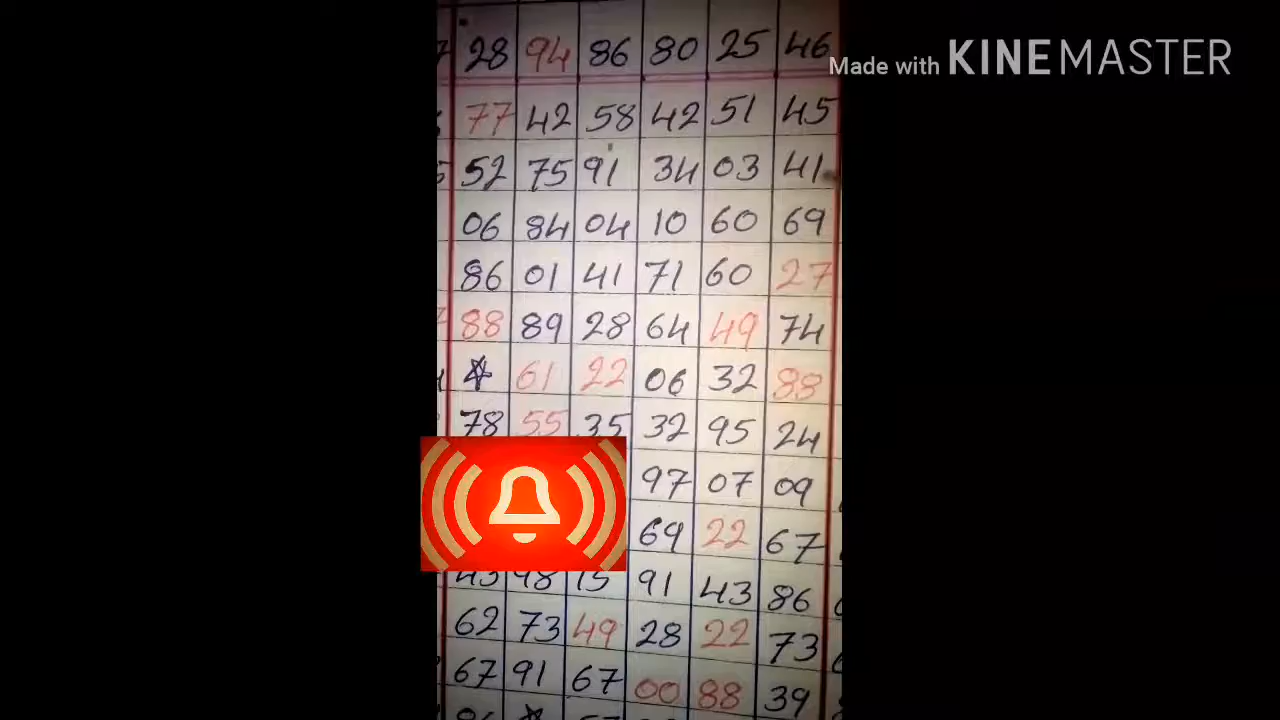 28 94 86 80 25 46
Made with KINEMASTER
77 42 58 42 51 45
52 75 91 34 03 41
06 84 04 10 60 69
86 01 41 71 60 27
88 89 28 64 49 74
61 22 06 32 88
78 55 35 32 95 24
97 07 09
69 22 67
43 98 15 91 43 86
62 73 49 28 22 73
67 91 67 00 88 39